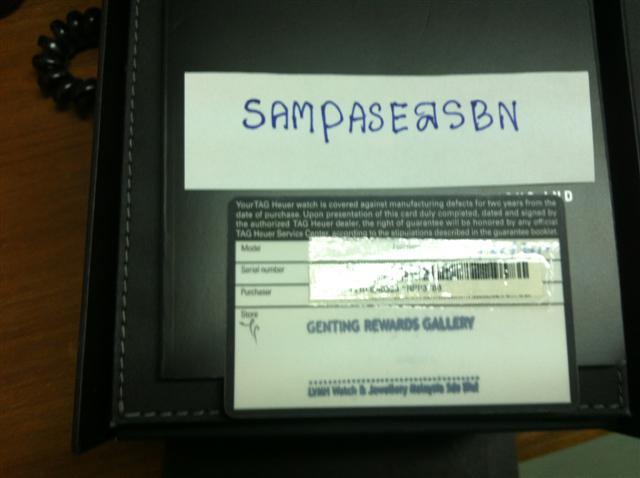 SAMPASEasBN
YourTAG Heuer watch is covered against manufacturing defects for two years from the
date of purchase. Upon presentation of this card duly completed, dated and signed by
the authorized TAG Heuer dealer, the right of guarantee will be honored by any official
TAG Heuer Service Center, according to the stipulations described in the guarantee booklet.
Model
Serial number
Purchaser
Store
GENTING REWARDS GALLERY
LVMH Watch & Jewellery Malaysia Sdn Bhd